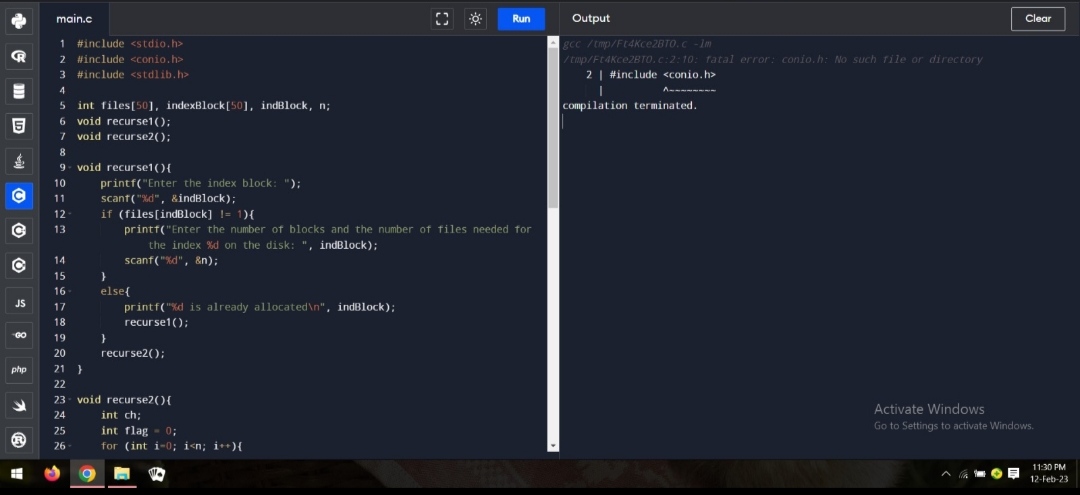 main.c
Run
Output
Clear
1 #include <stdio.h>
2 #include <conio.h>
3 #include <stdlib.h>
4
5 int files[50], indexBlock[50], indBlock, n;
6 void recurse1();
7 void recurse2();
8
9 void recurse1(){
10 printf("Enter the index block: ");
11 scanf("%d", &indBlock);
12 if (files[indBlock] != 1){
13 printf("Enter the number of blocks and the number of files needed for
the index %d on the disk: ", indBlock);
14 scanf("%d", &n);
15 }
16 else{
17 printf("%d is already allocated\n", indBlock);
18 recurse1();
19 }
20 recurse2();
21 }
22
23 void recurse2(){
24 int ch;
25 int flag = 0;
26 for (int i=0; i<n; i++){
gcc /tmp/Ft4Kce2BTO.c -lm
/tmp/Ft4Kce2BTO.c:2:10: fatal error: conio.h: No such file or directory
2 | #include <conio.h>
| ^~~~~~~~~
compilation terminated.
JS
GO
php
Activate Windows
Go to Settings to activate Windows.
11:30 PM
12-Feb-23